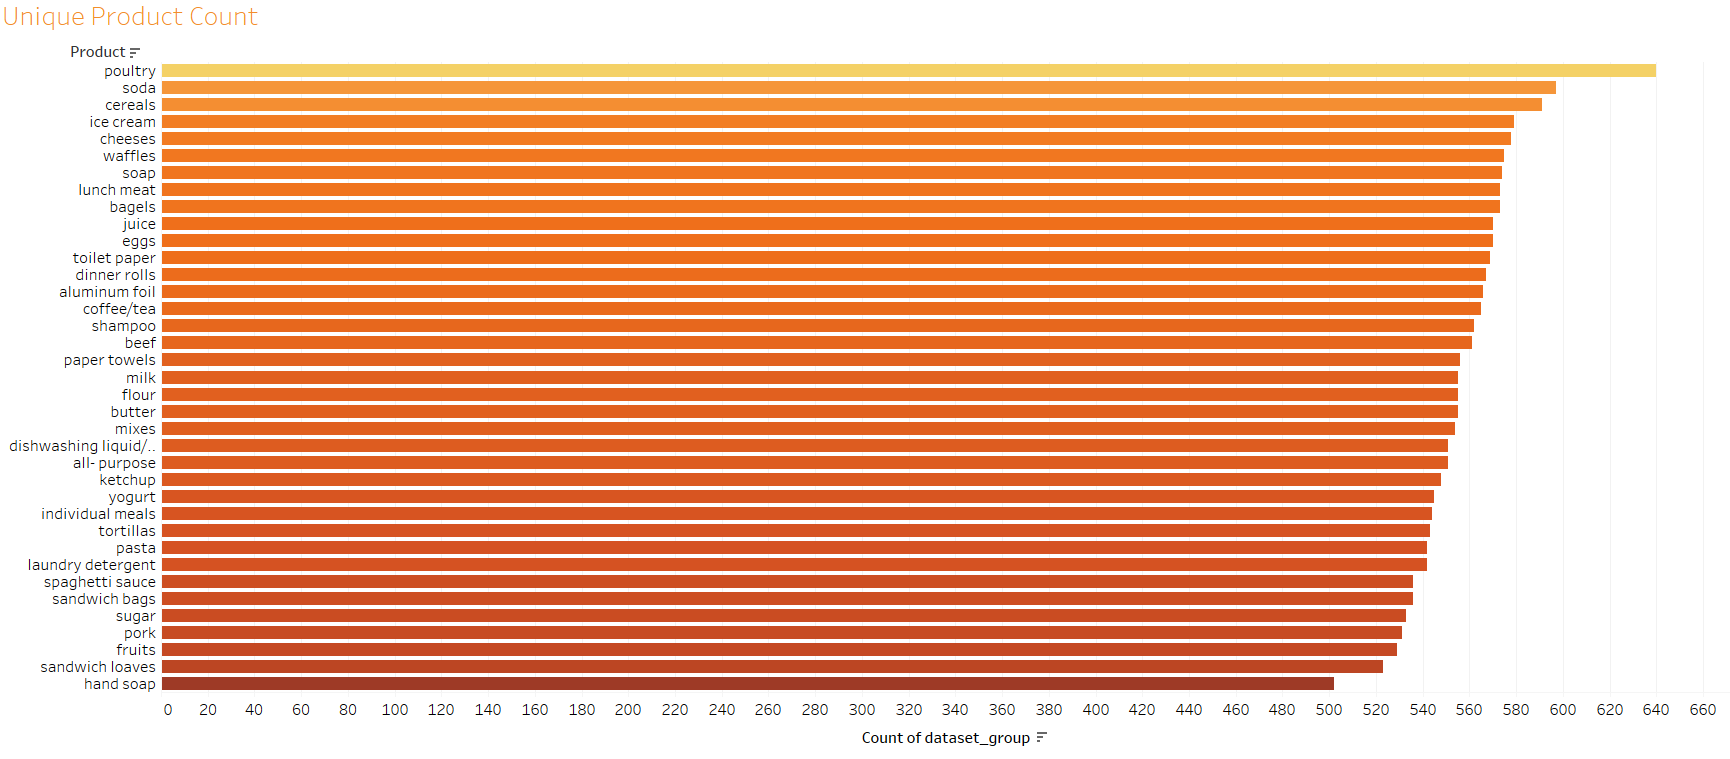 Unique Product Count
Product
poultry
soda
cereals
ice cream
cheeses
waffles
soap
lunch meat
bagels
juice
eggs
toilet paper
dinner rolls
aluminum foil
coffee/tea
shampoo
beef
paper towels
milk
flour
butter
mixes
dishwashing liquid/..
all- purpose
ketchup
yogurt
individual meals
tortillas
pasta
laundry detergent
spaghetti sauce
sandwich bags
sugar
pork
fruits
sandwich loaves
hand soap
0 20 40 60 80 100 120 140 160 180 200 220 240 260 280 300 320 340 360 380 400 420 440 460 480 500 520 540 560 580 600 620 640 660
Count of dataset_group